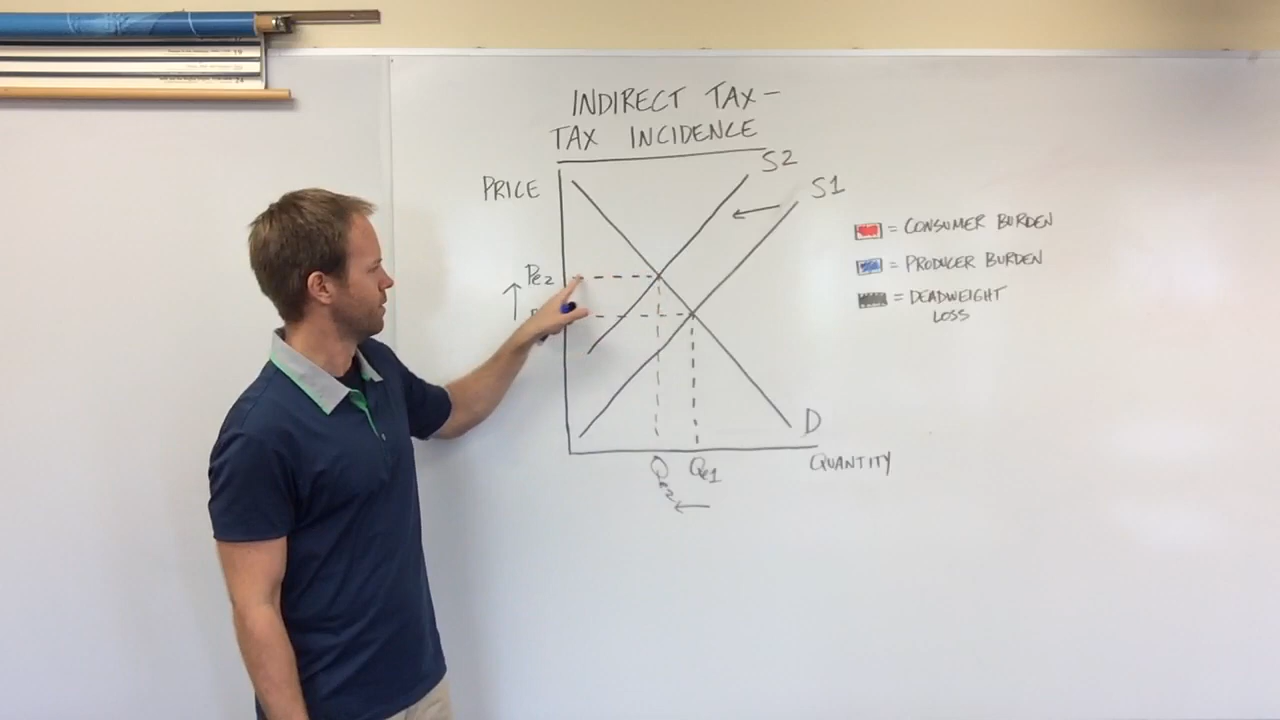 INDIRECT TAX-
TAX INCIDENCE
S2
S1
PRICE
= CONSUMER BURDEN
= PRODUCER BURDEN
= DEADWEIGHT
LOSS
Pe2
D
QUANTITY
Qe2
Qe1